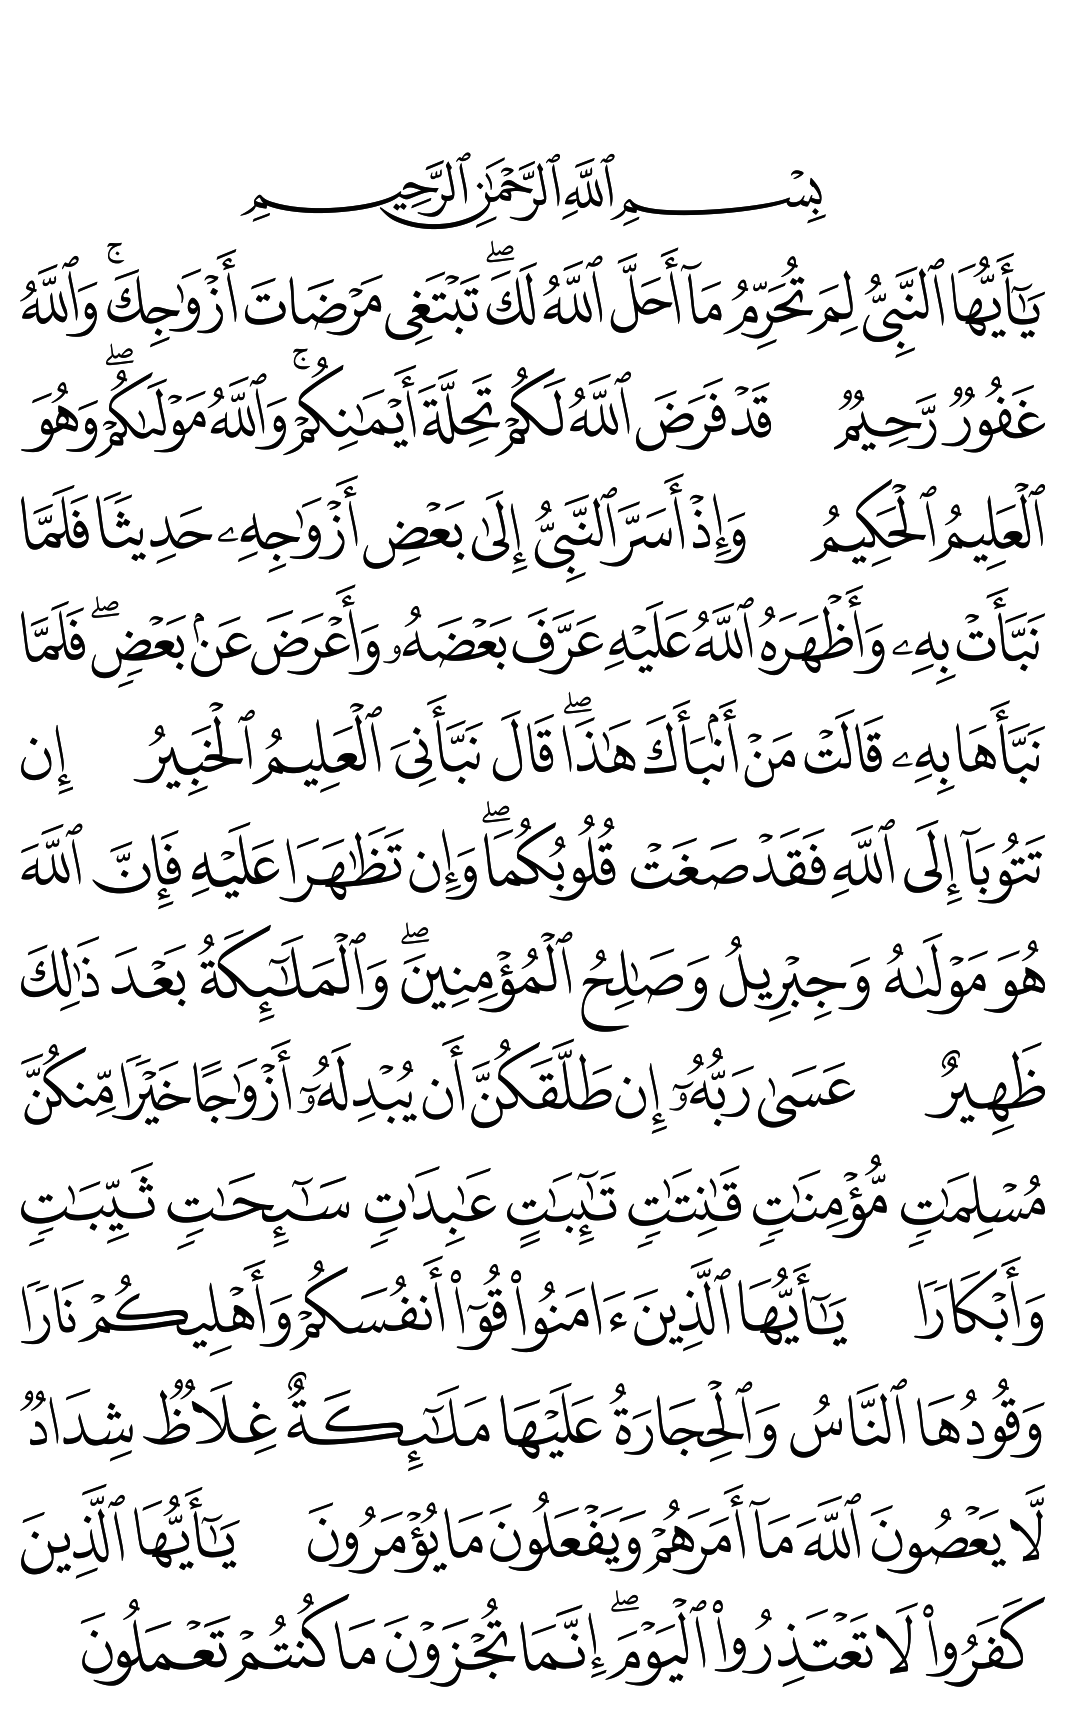 بِسْمِ ٱللَّهِ ٱلرَّحْمَٰنِ ٱلرَّحِيمِ
يَٰٓأَيُّهَا ٱلنَّبِىُّ لِمَ تُحَرِّمُ مَآ أَحَلَّ ٱللَّهُ لَكَ ۖ تَبْتَغِى مَرْضَاتَ أَزْوَٰجِكَ ۚ وَٱللَّهُ
غَفُورٌ رَّحِيمٌ قَدْ فَرَضَ ٱللَّهُ لَكُمْ تَحِلَّةَ أَيْمَٰنِكُمْ ۚ وَٱللَّهُ مَوْلَىٰكُمْ ۖ وَهُوَ
ٱلْعَلِيمُ ٱلْحَكِيمُ وَإِذْ أَسَرَّ ٱلنَّبِىُّ إِلَىٰ بَعْضِ أَزْوَٰجِهِۦ حَدِيثًا فَلَمَّا
نَبَّأَتْ بِهِۦ وَأَظْهَرَهُ ٱللَّهُ عَلَيْهِ عَرَّفَ بَعْضَهُۥ وَأَعْرَضَ عَنۢ بَعْضٍ ۖ فَلَمَّا
نَبَّأَهَا بِهِۦ قَالَتْ مَنْ أَنۢبَأَكَ هَٰذَا ۖ قَالَ نَبَّأَنِىَ ٱلْعَلِيمُ ٱلْخَبِيرُ إِن
تَتُوبَآ إِلَى ٱللَّهِ فَقَدْ صَغَتْ قُلُوبُكُمَا ۖ وَإِن تَظَٰهَرَا عَلَيْهِ فَإِنَّ ٱللَّهَ
هُوَ مَوْلَىٰهُ وَجِبْرِيلُ وَصَٰلِحُ ٱلْمُؤْمِنِينَ ۖ وَٱلْمَلَٰٓئِكَةُ بَعْدَ ذَٰلِكَ
ظَهِيرٌ عَسَىٰ رَبُّهُۥٓ إِن طَلَّقَكُنَّ أَن يُبْدِلَهُۥٓ أَزْوَٰجًا خَيْرًا مِّنكُنَّ
مُسْلِمَٰتٍ مُّؤْمِنَٰتٍ قَٰنِتَٰتٍ تَٰٓئِبَٰتٍ عَٰبِدَٰتٍ سَٰٓئِحَٰتٍ ثَيِّبَٰتٍ
وَأَبْكَارًا يَٰٓأَيُّهَا ٱلَّذِينَ ءَامَنُوا۟ قُوٓا۟ أَنفُسَكُمْ وَأَهْلِيكُمْ نَارًا
وَقُودُهَا ٱلنَّاسُ وَٱلْحِجَارَةُ عَلَيْهَا مَلَٰٓئِكَةٌ غِلَاظٌ شِدَادٌ
لَّا يَعْصُونَ ٱللَّهَ مَآ أَمَرَهُمْ وَيَفْعَلُونَ مَا يُؤْمَرُونَ يَٰٓأَيُّهَا ٱلَّذِينَ
كَفَرُوا۟ لَا تَعْتَذِرُوا۟ ٱلْيَوْمَ ۖ إِنَّمَا تُجْزَوْنَ مَا كُنتُمْ تَعْمَلُونَ